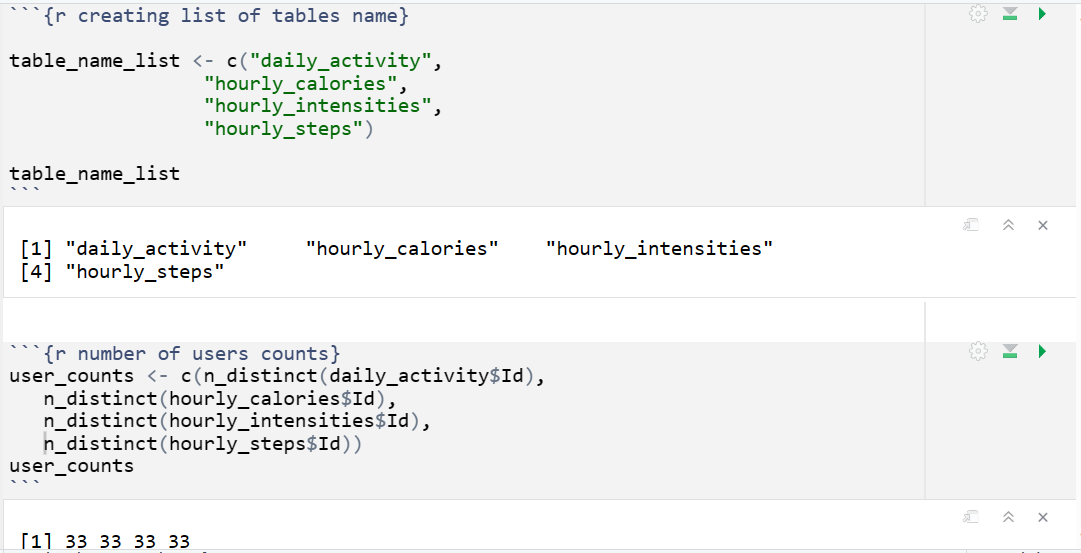 ```{r creating list of tables name}
table_name_list <- c("daily_activity",
"hourly_calories",
"hourly_intensities",
"hourly_steps")
table_name_list
```
[1] "daily_activity"     "hourly_calories"    "hourly_intensities"
[4] "hourly_steps"
```{r number of users counts}
user_counts <- c(n_distinct(daily_activity$Id),
n_distinct(hourly_calories$Id),
n_distinct(hourly_intensities$Id),
n_distinct(hourly_steps$Id))
user_counts
```
[1] 33 33 33 33